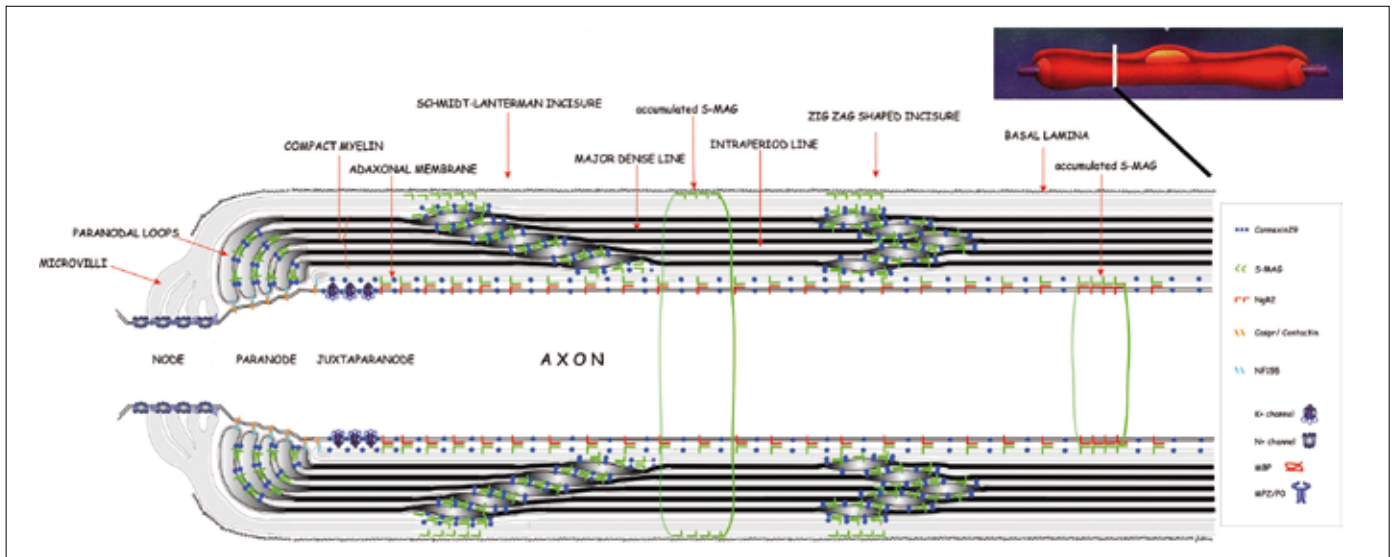 SCHMIDT-LANTERMAN INCISURE
accumulated S-MAG
ZIG ZAG SHAPED INCISURE
COMPACT MYELIN
ADAXONAL MEMBRANE
MAJOR DENSE LINE
INTRAPERIOD LINE
BASAL LAMINA
accumulated S-MAG
PARANODAL LOOPS
MICROVILLI
NODE
PARANODE
JUXTAPARANODE
AXON
Connexin29
S-MAG
NgR2
Caspr/ Contactin
NF155
K+ channel
N+ channel
MBP
MPZ/P0